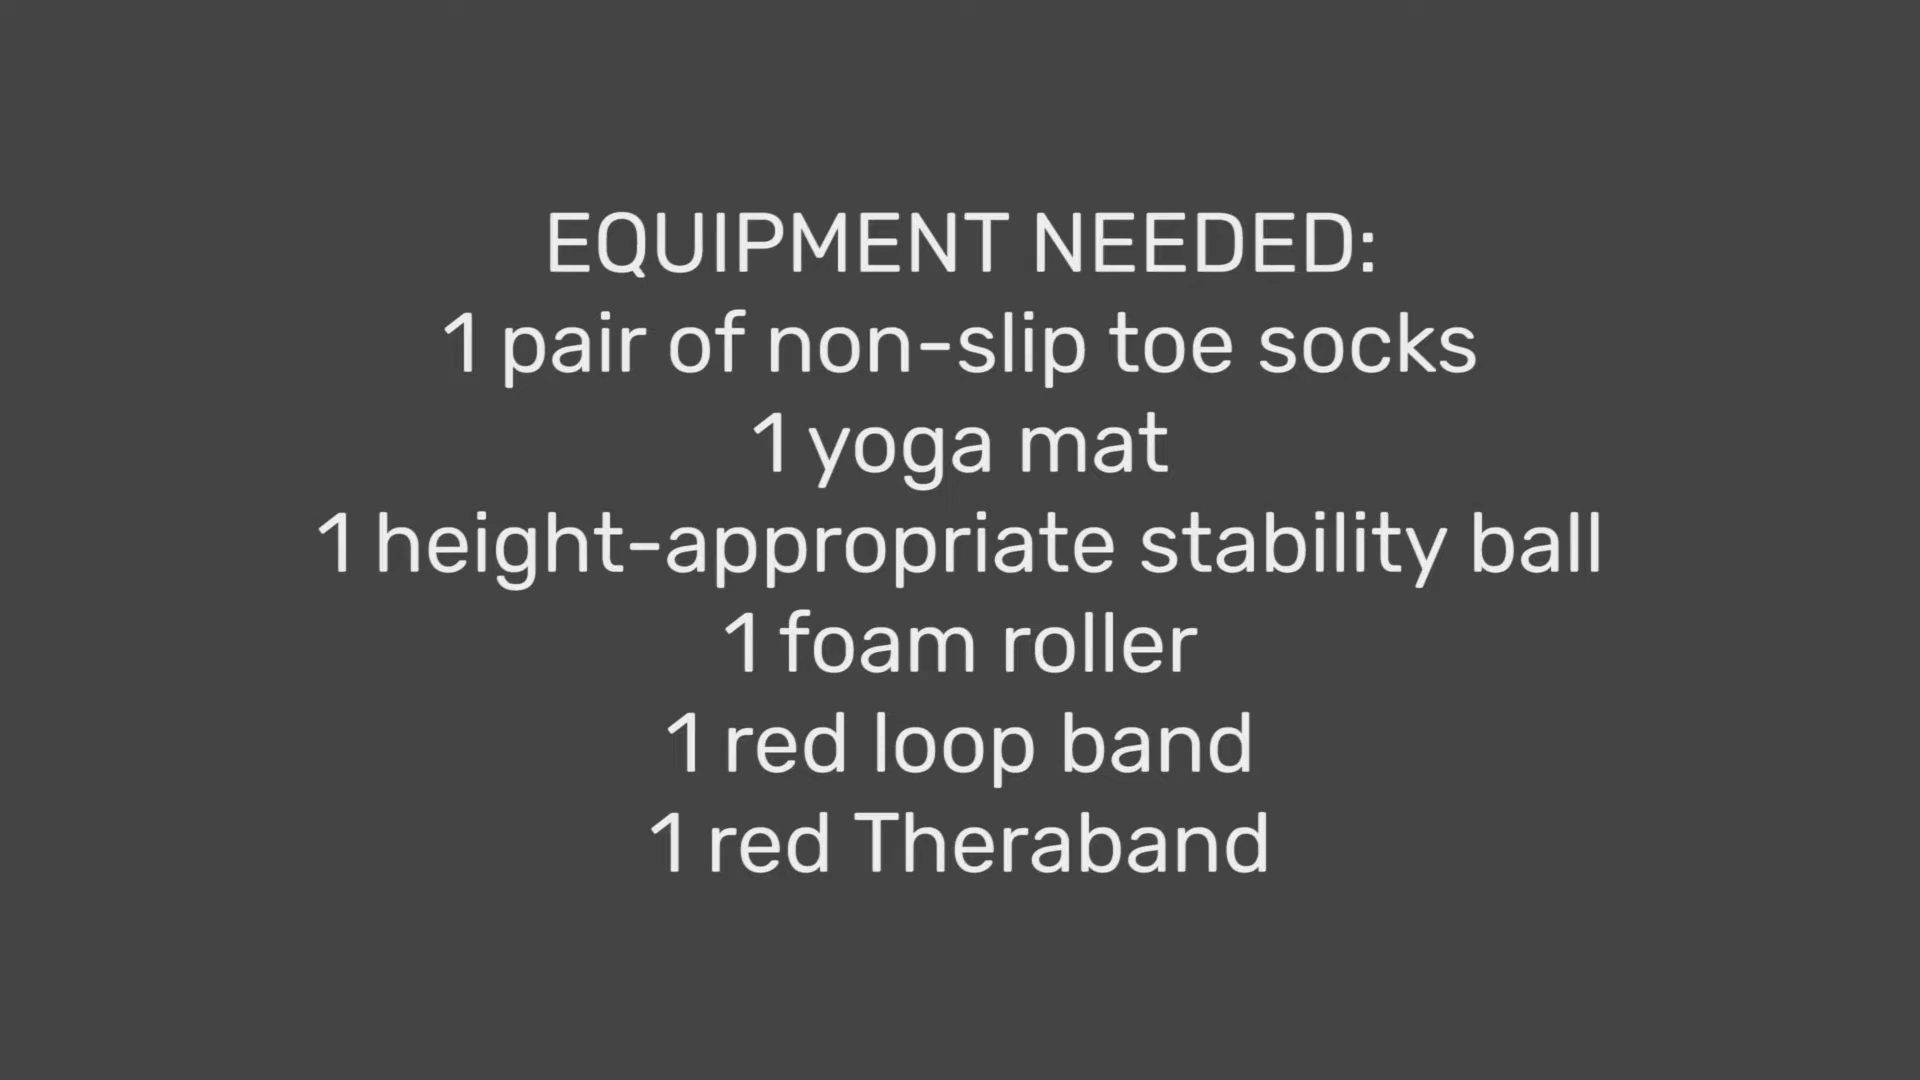 EQUIPMENT NEEDED:
1 pair of non-slip toe socks
1 yoga mat
1 height-appropriate stability ball
1 foam roller
1 red loop band
1 red Theraband